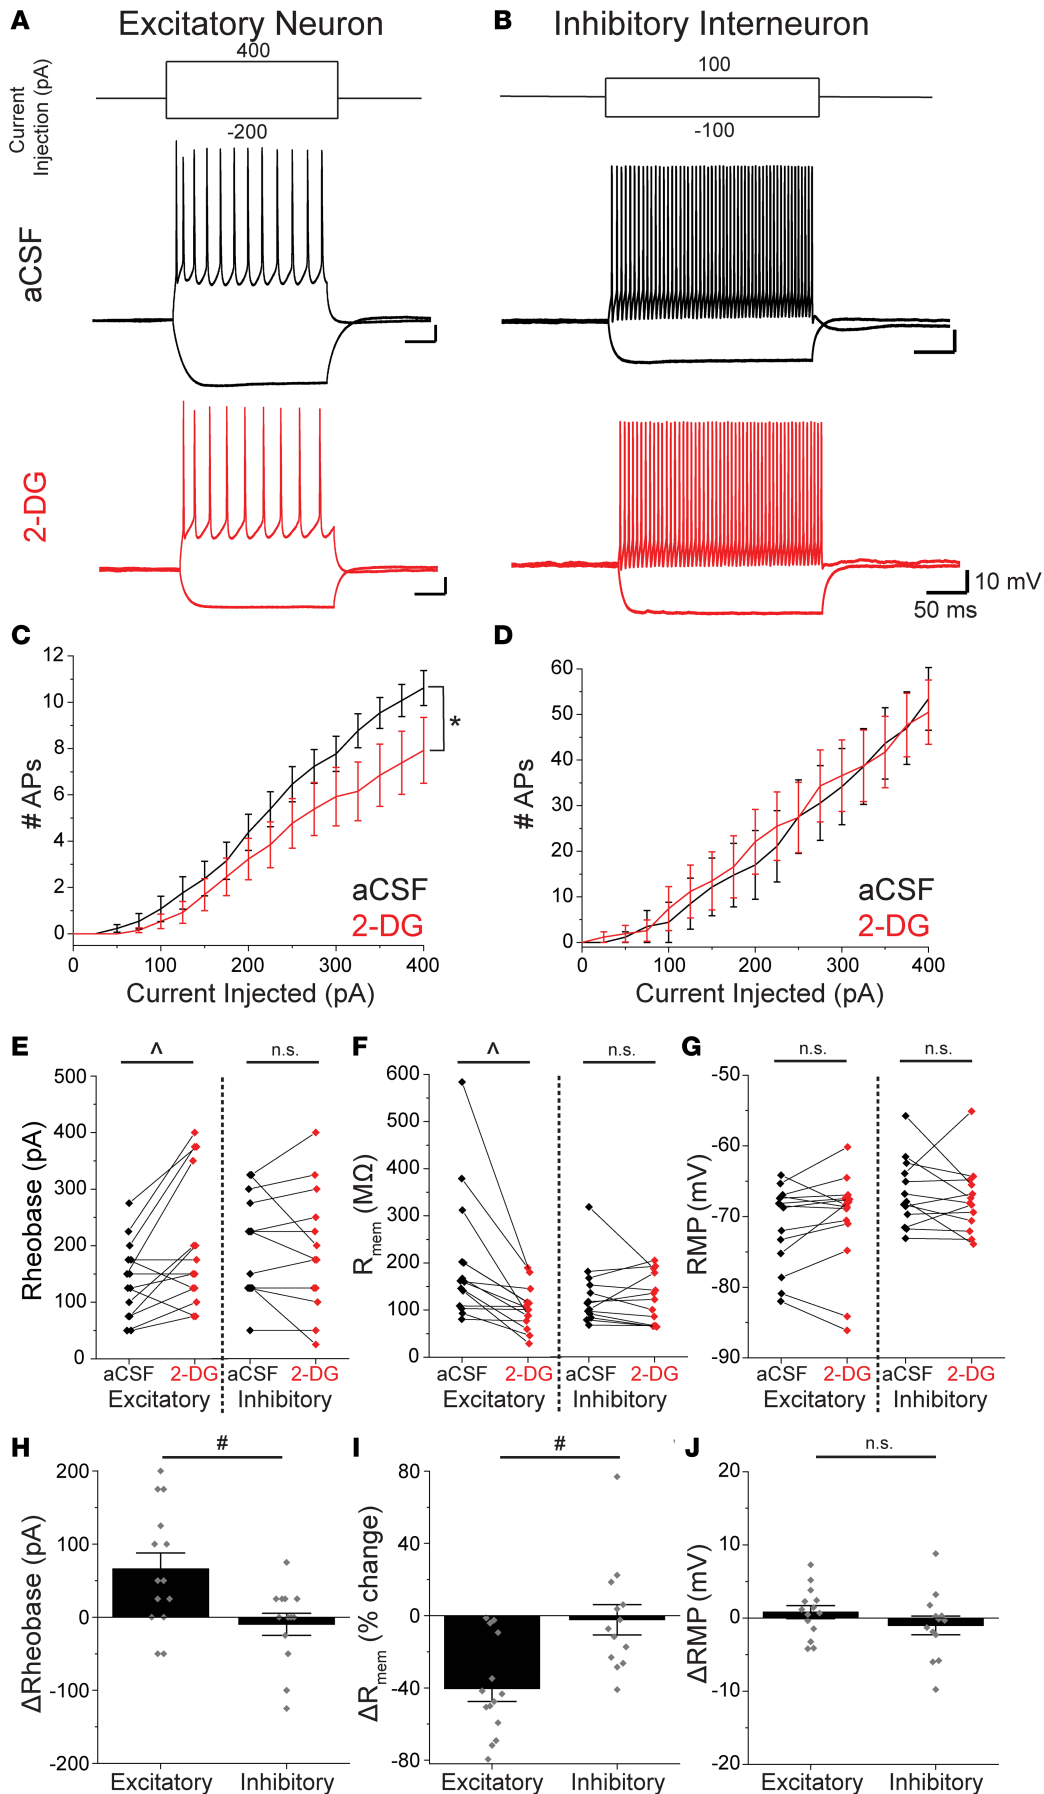 A Excitatory Neuron B Inhibitory Interneuron
Current
Injection (pA)
400
-200
100
-100
aCSF
2-DG
10 mV
50 ms
C
# APs
12
10
8
6
4
2
0
*
aCSF
2-DG
0 100 200 300 400
Current Injected (pA)
D
# APs
60
50
40
30
20
10
0
aCSF
2-DG
0 100 200 300 400
Current Injected (pA)
E
^ n.s.
Rheobase (pA)
500
400
300
200
100
0
aCSF 2-DG aCSF 2-DG
Excitatory Inhibitory
F
^ n.s.
Rmem (MΩ)
600
500
400
300
200
100
0
aCSF 2-DG aCSF 2-DG
Excitatory Inhibitory
G
n.s. n.s.
RMP (mV)
-50
-60
-70
-80
-90
aCSF 2-DG aCSF 2-DG
Excitatory Inhibitory
H
#
ΔRheobase (pA)
200
100
0
-100
-200
Excitatory Inhibitory
I
#
ΔRmem (% change)
80
40
0
-40
-80
Excitatory Inhibitory
J
n.s.
ΔRMP (mV)
20
10
0
-10
-20
Excitatory Inhibitory